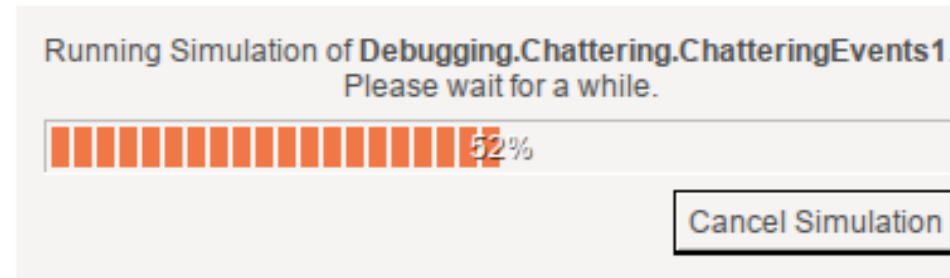 Running Simulation of Debugging.Chattering.ChatteringEvents1.
Please wait for a while.
52%
Cancel Simulation